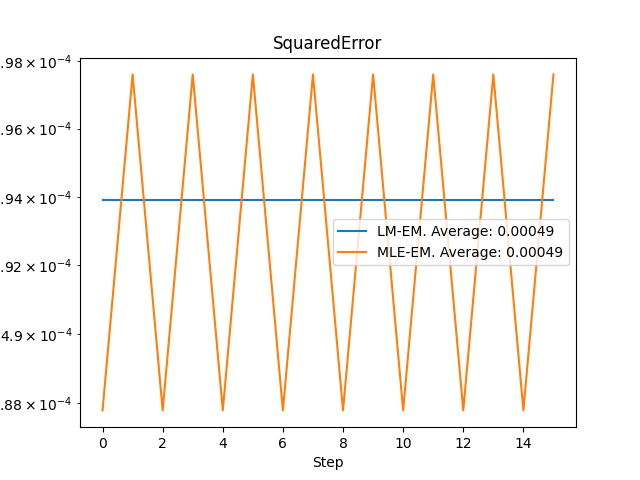 SquaredError
.98 × 10⁻⁴
.96 × 10⁻⁴
.94 × 10⁻⁴
.92 × 10⁻⁴
4.9 × 10⁻⁴
.88 × 10⁻⁴
LM-EM. Average: 0.00049
MLE-EM. Average: 0.00049
0 2 4 6 8 10 12 14
Step